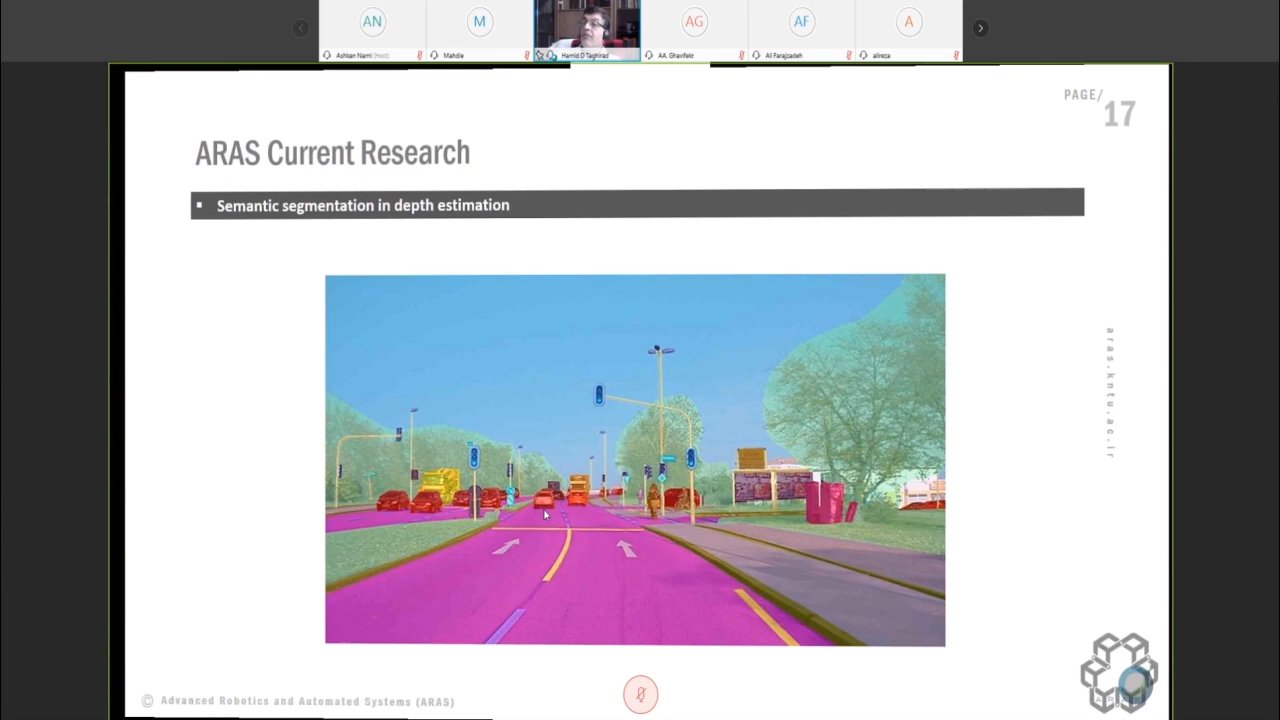 AN
M
AG
AF
A
Ashkan Nami (Host)
Mahdie
Hamid D Taghirad
AA. Ghavifekr
Ali Farajzadeh
alireza
PAGE/
17
ARAS Current Research
Semantic segmentation in depth estimation
aras.kntu.ac.ir
© Advanced Robotics and Automated Systems (ARAS)